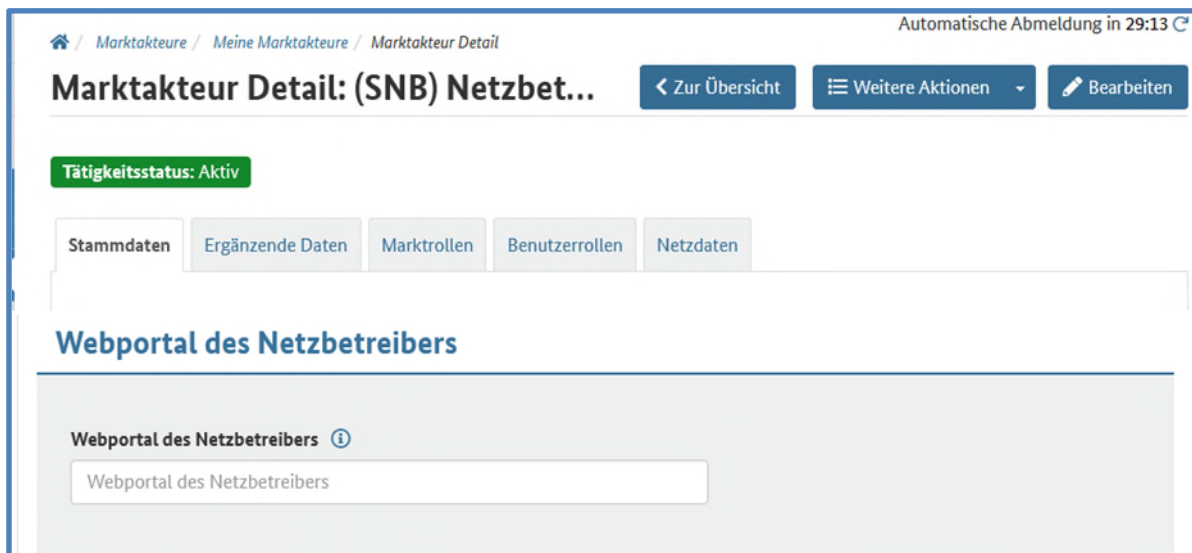 Automatische Abmeldung in 29:13
/ Marktakteure / Meine Marktakteure / Marktakteur Detail
Marktakteur Detail: (SNB) Netzbet...
Zur Übersicht
Weitere Aktionen
Bearbeiten
Tätigkeitsstatus: Aktiv
Stammdaten
Ergänzende Daten
Marktrollen
Benutzerrollen
Netzdaten
Webportal des Netzbetreibers
Webportal des Netzbetreibers
Webportal des Netzbetreibers